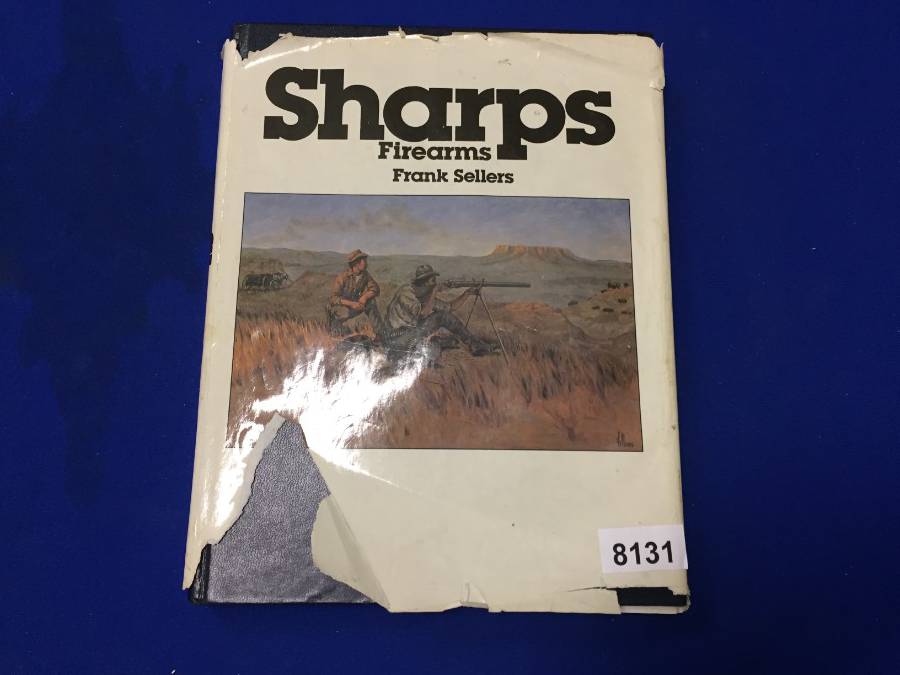 Sharps
Firearms
Frank Sellers
8131